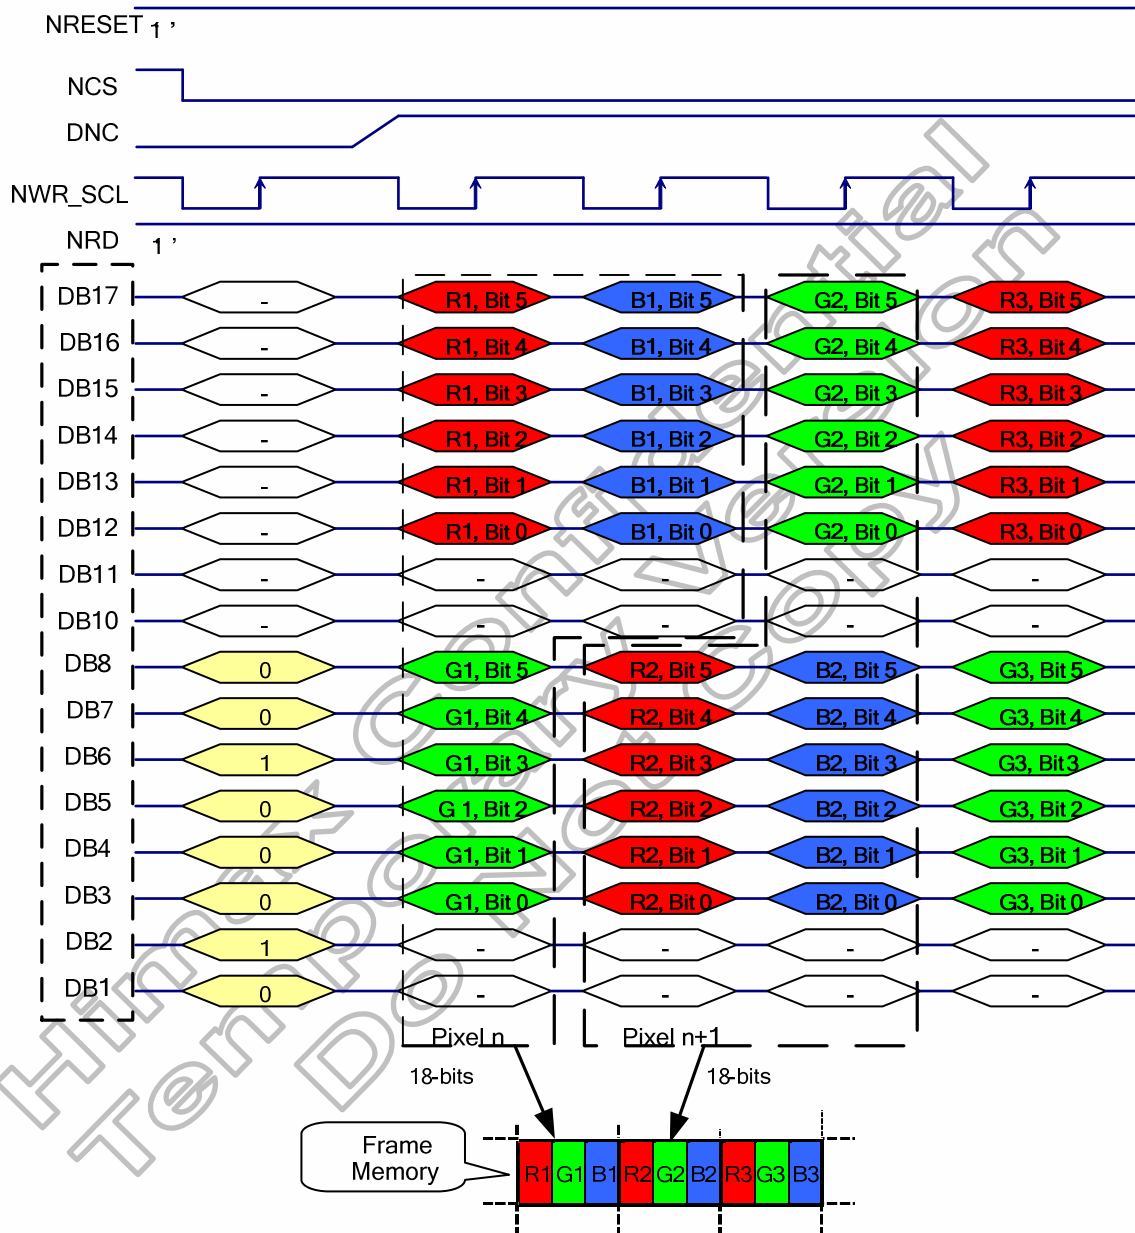 NRESET 1 '
NCS
DNC
NWR_SCL
NRD 1 '
DB17 - R1, Bit 5 B1, Bit 5 G2, Bit 5 R3, Bit 5
DB16 - R1, Bit 4 B1, Bit 4 G2, Bit 4 R3, Bit 4
DB15 - R1, Bit 3 B1, Bit 3 G2, Bit 3 R3, Bit 3
DB14 - R1, Bit 2 B1, Bit 2 G2, Bit 2 R3, Bit 2
DB13 - R1, Bit 1 B1, Bit 1 G2, Bit 1 R3, Bit 1
DB12 - R1, Bit 0 B1, Bit 0 G2, Bit 0 R3, Bit 0
DB11 - - - - -
DB10 - - - - -
DB8 0 G1, Bit 5 R2, Bit 5 B2, Bit 5 G3, Bit 5
DB7 0 G1, Bit 4 R2, Bit 4 B2, Bit 4 G3, Bit 4
DB6 1 G1, Bit 3 R2, Bit 3 B2, Bit 3 G3, Bit 3
DB5 0 G 1, Bit 2 R2, Bit 2 B2, Bit 2 G3, Bit 2
DB4 0 G1, Bit 1 R2, Bit 1 B2, Bit 1 G3, Bit 1
DB3 0 G1, Bit 0 R2, Bit 0 B2, Bit 0 G3, Bit 0
DB2 1 - - - -
DB1 0 - - - -
Pixel n Pixel n+1
18-bits 18-bits
Frame
Memory
R1 G1 B1 R2 G2 B2 R3 G3 B3
Himax Confidential
Temporary Version
Do Not Copy